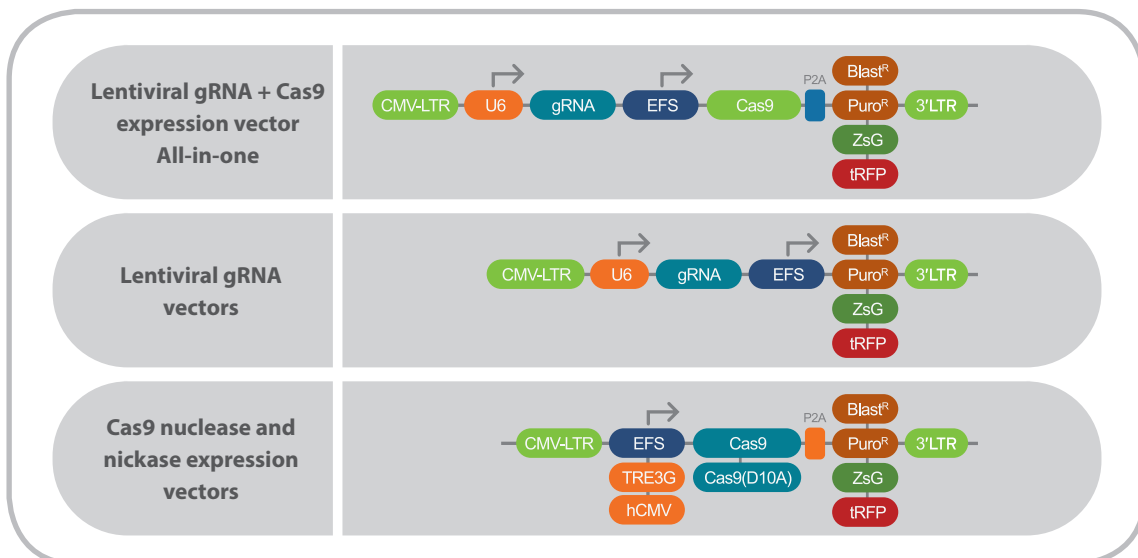 Lentiviral gRNA + Cas9
expression vector
All-in-one
P2A
Blastᴿ
CMV-LTR U6 gRNA EFS Cas9 Puroᴿ 3'LTR
ZsG
tRFP
Lentiviral gRNA
vectors
Blastᴿ
CMV-LTR U6 gRNA EFS Puroᴿ 3'LTR
ZsG
tRFP
Cas9 nuclease and
nickase expression
vectors
P2A
Blastᴿ
CMV-LTR EFS Cas9 Puroᴿ 3'LTR
TRE3G Cas9(D10A) ZsG
hCMV tRFP